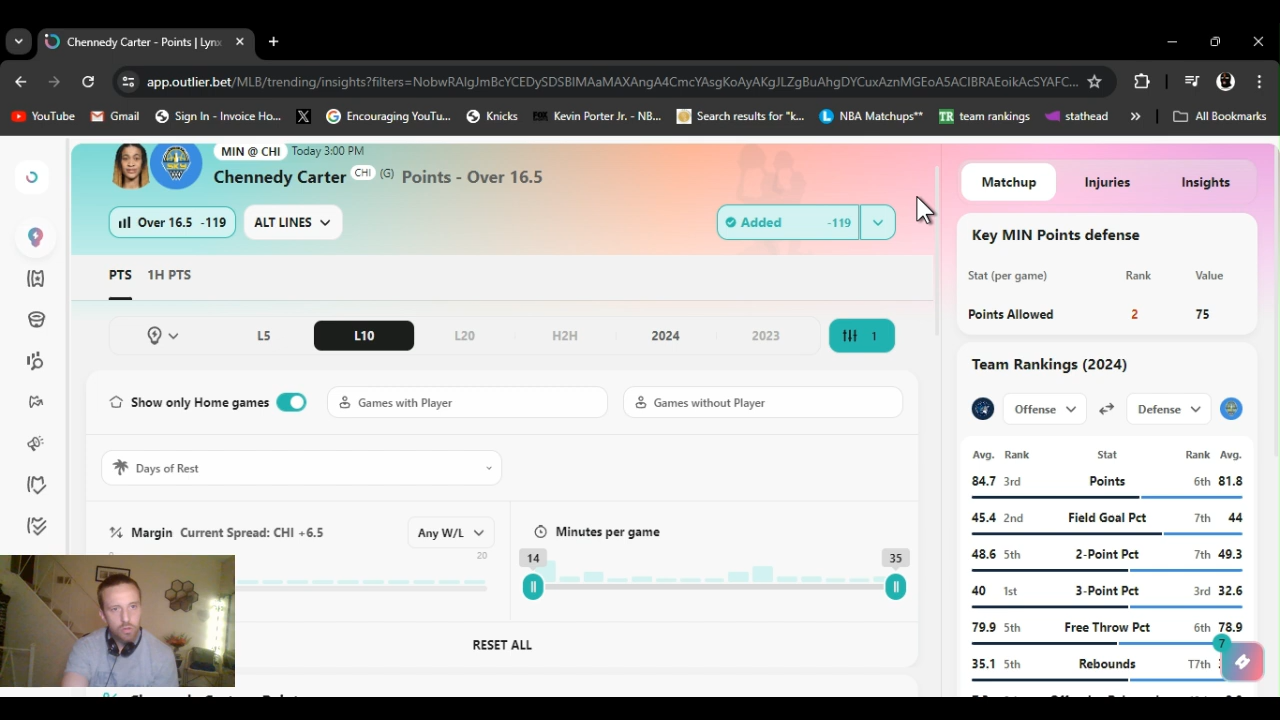 Chennedy Carter - Points | Lynx
app.outlier.bet/MLB/trending/insights?filters=NobwRAlgJmBcYCEDySDSBlMAaMAXAngA4CmcYAsgKoAyAKgJLZgBuAhgDYCuxAznMGEoA5ACIBRAEoikAcSYAFC...
YouTube Gmail Sign In - Invoice Ho... X Encouraging YouTu... Knicks Kevin Porter Jr. - NB... Search results for "k... NBA Matchups** team rankings stathead » All Bookmarks
MIN @ CHI Today 3:00 PM
Chennedy Carter CHI (G) Points - Over 16.5
Over 16.5 -119 ALT LINES Added -119
PTS 1H PTS
L5 L10 L20 H2H 2024 2023 1
Show only Home games Games with Player Games without Player
Days of Rest
Margin Current Spread: CHI +6.5 Any W/L Minutes per game
20 14 35
RESET ALL
Matchup Injuries Insights
Key MIN Points defense
Stat (per game) Rank Value
Points Allowed 2 75
Team Rankings (2024)
Offense Defense
Avg. Rank Stat Rank Avg.
84.7 3rd Points 6th 81.8
45.4 2nd Field Goal Pct 7th 44
48.6 5th 2-Point Pct 7th 49.3
40 1st 3-Point Pct 3rd 32.6
79.9 5th Free Throw Pct 6th 78.9
7
35.1 5th Rebounds T7th